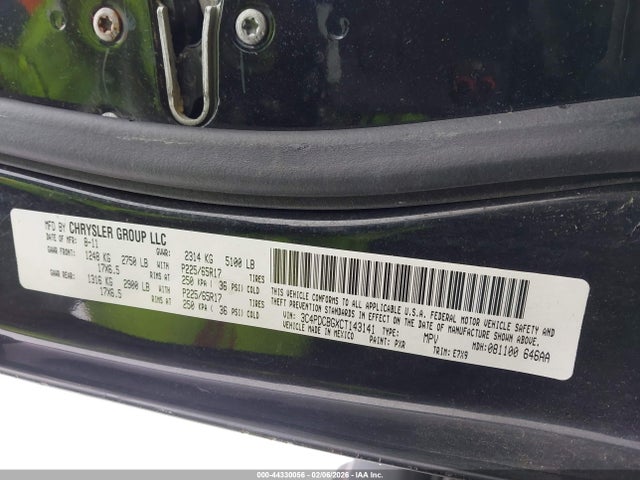 MFD BY CHRYSLER GROUP LLC
DATE OF MFR: 8-11 GVWR: 2314 KG 5100 LB
GAWR FRONT: 1248 KG 2750 LB WITH P225/65R17 TIRES
17X6.5 RIMS AT 250 KPA ( 36 PSI) COLD
GAWR REAR: 1316 KG 2900 LB WITH P225/65R17 TIRES
17X6.5 RIMS AT 250 KPA ( 36 PSI) COLD
THIS VEHICLE CONFORMS TO ALL APPLICABLE U.S.A. FEDERAL MOTOR VEHICLE SAFETY AND
THEFT PREVENTION STANDARDS IN EFFECT ON THE DATE OF MANUFACTURE SHOWN ABOVE.
VIN: 3C4PDCBGXCT143141 TYPE: MPV MDH: 081100 646AA
MADE IN MEXICO PAINT: PXR TRIM: E7X9
000-44330056 - 02/06/2026 - IAAI.COM